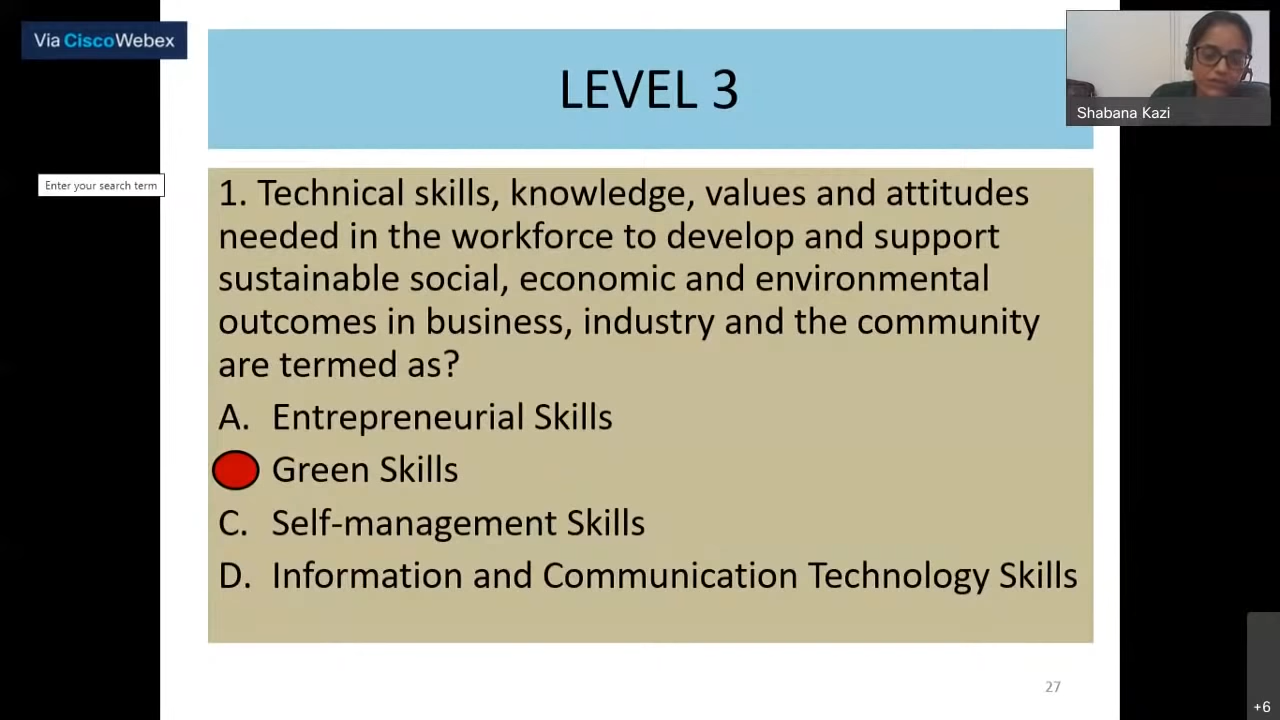 Via CiscoWebex
LEVEL 3
Shabana Kazi
Enter your search term
1. Technical skills, knowledge, values and attitudes
needed in the workforce to develop and support
sustainable social, economic and environmental
outcomes in business, industry and the community
are termed as?
A. Entrepreneurial Skills
Green Skills
C. Self-management Skills
D. Information and Communication Technology Skills
27
+6